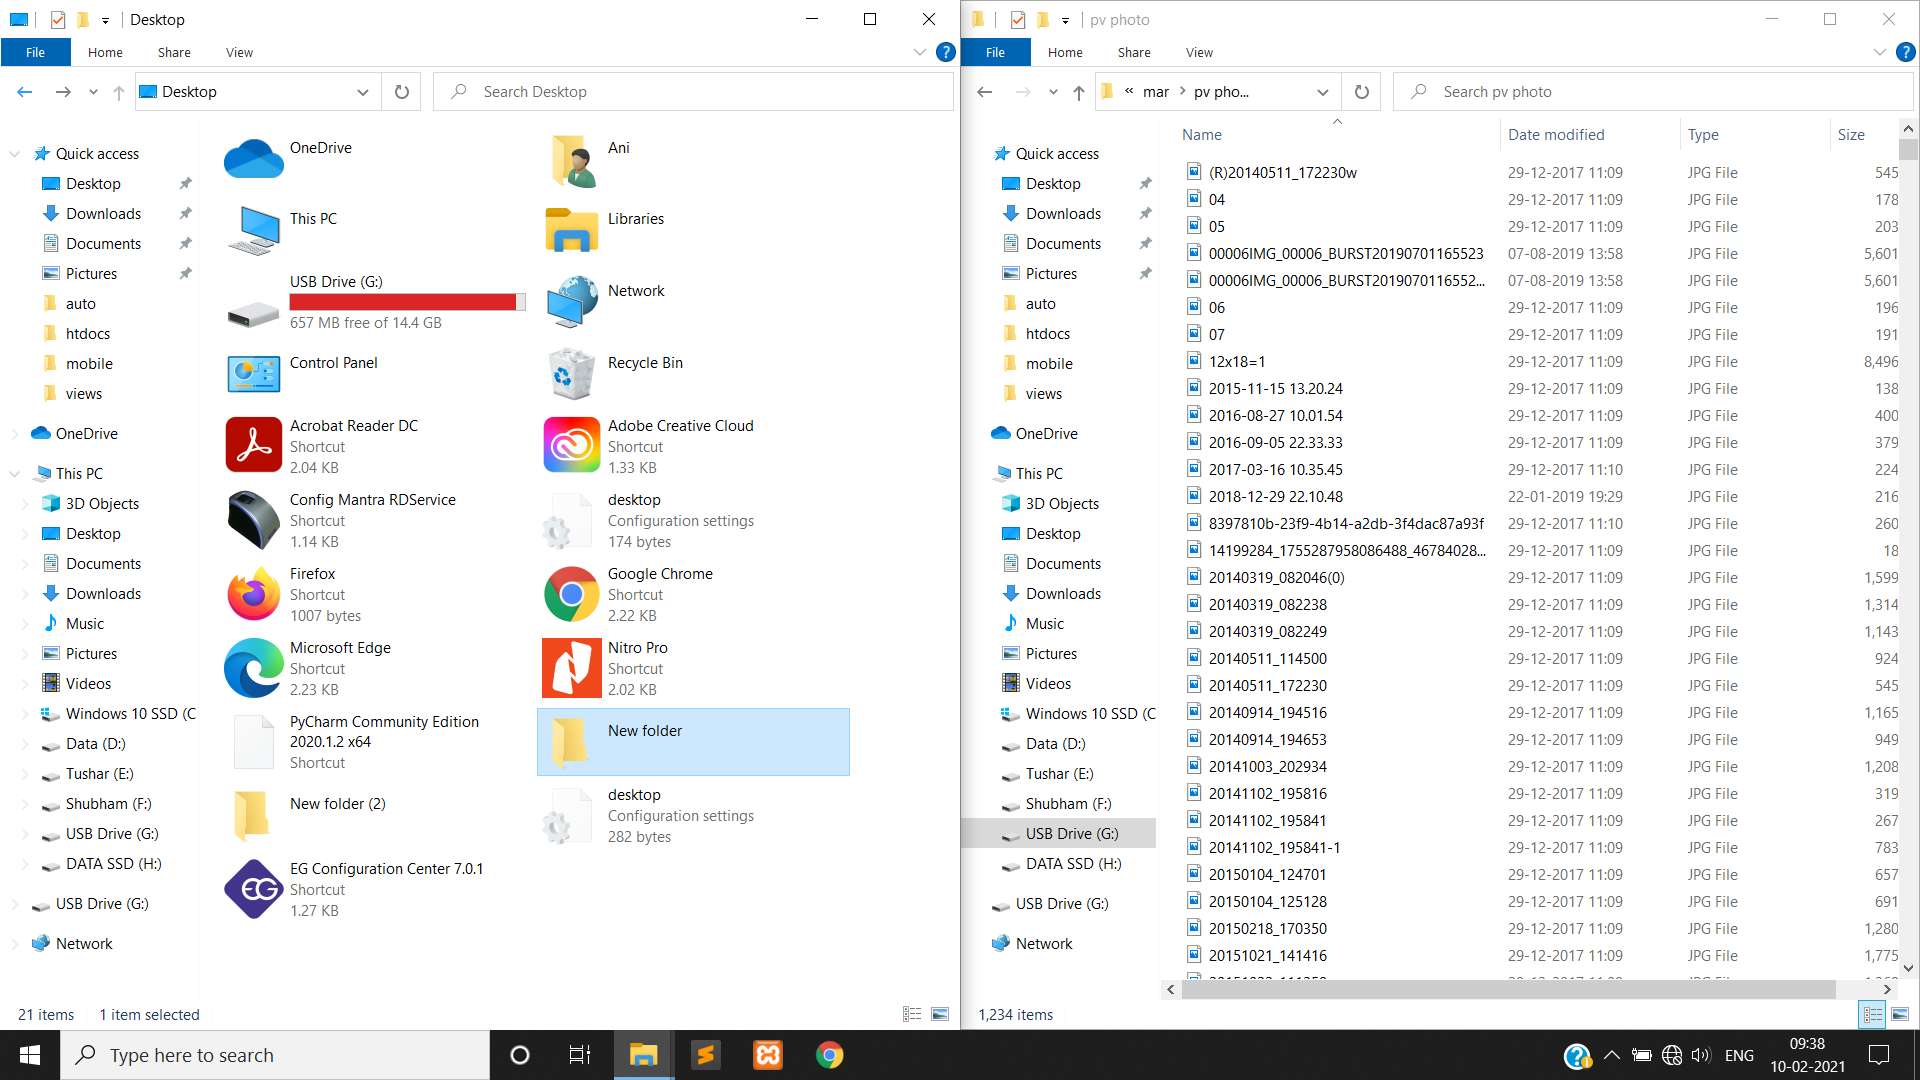 Desktop
File
Home
Share
View
Desktop
Search Desktop
Quick access
Desktop
Downloads
Documents
Pictures
auto
htdocs
mobile
views
OneDrive
This PC
3D Objects
Desktop
Documents
Downloads
Music
Pictures
Videos
Windows 10 SSD (C
Data (D:)
Tushar (E:)
Shubham (F:)
USB Drive (G:)
DATA SSD (H:)
USB Drive (G:)
Network
OneDrive
Ani
This PC
Libraries
USB Drive (G:)
657 MB free of 14.4 GB
Network
Control Panel
Recycle Bin
Acrobat Reader DC
Shortcut
2.04 KB
Adobe Creative Cloud
Shortcut
1.33 KB
Config Mantra RDService
Shortcut
1.14 KB
desktop
Configuration settings
174 bytes
Firefox
Shortcut
1007 bytes
Google Chrome
Shortcut
2.22 KB
Microsoft Edge
Shortcut
2.23 KB
Nitro Pro
Shortcut
2.02 KB
PyCharm Community Edition
2020.1.2 x64
Shortcut
New folder
New folder (2)
desktop
Configuration settings
282 bytes
EG
EG Configuration Center 7.0.1
Shortcut
1.27 KB
21 items 1 item selected
pv photo
File
Home
Share
View
« mar > pv pho...
Search pv photo
Quick access
Desktop
Downloads
Documents
Pictures
auto
htdocs
mobile
views
OneDrive
This PC
3D Objects
Desktop
Documents
Downloads
Music
Pictures
Videos
Windows 10 SSD (C
Data (D:)
Tushar (E:)
Shubham (F:)
USB Drive (G:)
DATA SSD (H:)
USB Drive (G:)
Network
Name Date modified Type Size
(R)20140511_172230w 29-12-2017 11:09 JPG File 545
04 29-12-2017 11:09 JPG File 178
05 29-12-2017 11:09 JPG File 203
00006IMG_00006_BURST20190701165523 07-08-2019 13:58 JPG File 5,601
00006IMG_00006_BURST2019070116552... 07-08-2019 13:58 JPG File 5,601
06 29-12-2017 11:09 JPG File 196
07 29-12-2017 11:09 JPG File 191
12x18=1 29-12-2017 11:09 JPG File 8,496
2015-11-15 13.20.24 29-12-2017 11:09 JPG File 138
2016-08-27 10.01.54 29-12-2017 11:09 JPG File 400
2016-09-05 22.33.33 29-12-2017 11:09 JPG File 379
2017-03-16 10.35.45 29-12-2017 11:10 JPG File 224
2018-12-29 22.10.48 22-01-2019 19:29 JPG File 216
8397810b-23f9-4b14-a2db-3f4dac87a93f 29-12-2017 11:10 JPG File 260
14199284_1755287958086488_46784028... 29-12-2017 11:09 JPG File 18
20140319_082046(0) 29-12-2017 11:09 JPG File 1,599
20140319_082238 29-12-2017 11:09 JPG File 1,314
20140319_082249 29-12-2017 11:09 JPG File 1,143
20140511_114500 29-12-2017 11:09 JPG File 924
20140511_172230 29-12-2017 11:09 JPG File 545
20140914_194516 29-12-2017 11:09 JPG File 1,165
20140914_194653 29-12-2017 11:09 JPG File 949
20141003_202934 29-12-2017 11:09 JPG File 1,208
20141102_195816 29-12-2017 11:09 JPG File 319
20141102_195841 29-12-2017 11:09 JPG File 267
20141102_195841-1 29-12-2017 11:09 JPG File 783
20150104_124701 29-12-2017 11:09 JPG File 657
20150104_125128 29-12-2017 11:09 JPG File 691
20150218_170350 29-12-2017 11:09 JPG File 1,280
20151021_141416 29-12-2017 11:09 JPG File 1,775
1,234 items
Type here to search
ENG
09:38
10-02-2021